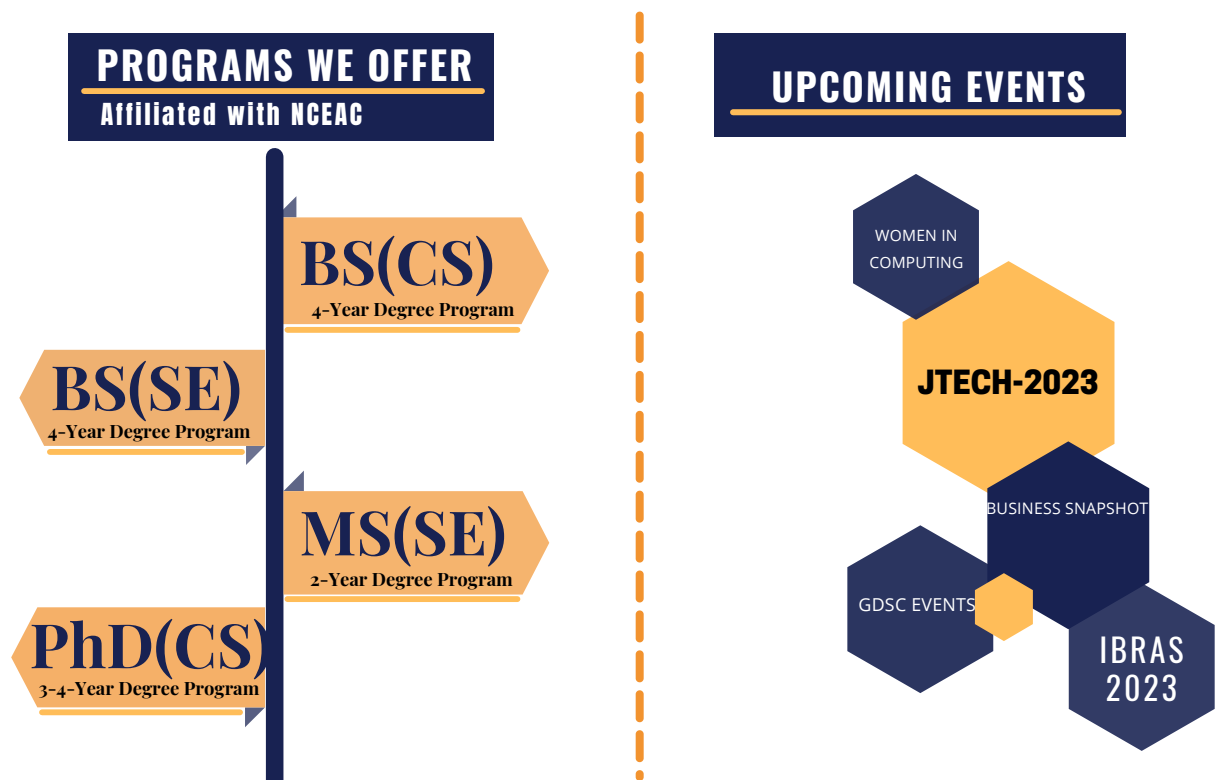 PROGRAMS WE OFFER
Affiliated with NCEAC
BS(CS)
4-Year Degree Program
BS(SE)
4-Year Degree Program
MS(SE)
2-Year Degree Program
PhD(CS)
3-4-Year Degree Program
UPCOMING EVENTS
WOMEN IN
COMPUTING
JTECH-2023
BUSINESS SNAPSHOT
GDSC EVENTS
IBRAS
2023